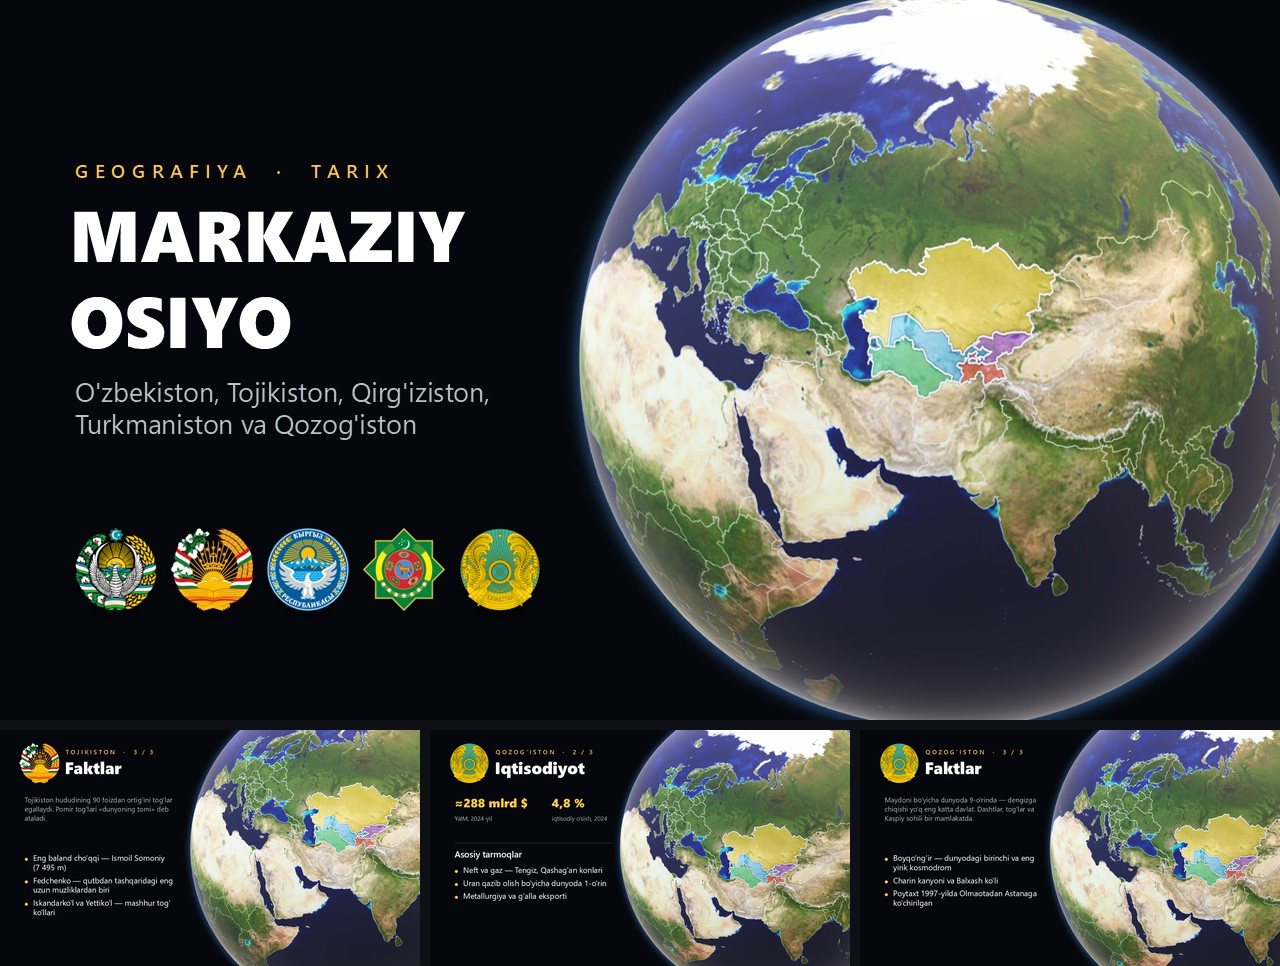 GEOGRAFIYA · TARIX
MARKAZIY
OSIYO
O'zbekiston, Tojikiston, Qirg'iziston,
Turkmaniston va Qozog'iston
КЫРГЫЗ
РЕСПУБЛИКАСЫ
TOJIKISTON · 3 / 3
Faktlar
Tojikiston hududining 90 foizdan ortig'ini tog'lar
egallaydi. Pomir tog'lari «dunyoning tomi» deb
ataladi.
Eng baland cho'qqi — Ismoil Somoniy
(7 495 m)
Fedchenko — qutbdan tashqaridagi eng
uzun muzliklardan biri
Iskandarko'l va Yettiko'l — mashhur tog'
ko'llari
QOZOG'ISTON · 2 / 3
Iqtisodiyot
≈288 mlrd $
4,8 %
YaIM, 2024-yil
iqtisodiy o'sish, 2024
Asosiy tarmoqlar
Neft va gaz — Tengiz, Qashag'an konlari
Uran qazib olish bo'yicha dunyoda 1-o'rin
Metallurgiya va g'alla eksporti
QOZOG'ISTON · 3 / 3
Faktlar
Maydoni bo'yicha dunyoda 9-o'rinda — dengizga
chiqishi yo'q eng katta davlat. Dashtlar, tog'lar va
Kaspiy sohili bir mamlakatda.
Boyqo'ng'ir — dunyodagi birinchi va eng
yirik kosmodrom
Charin kanyoni va Balxash ko'li
Poytaxt 1997-yilda Olmaotadan Astanaga
ko'chirilgan